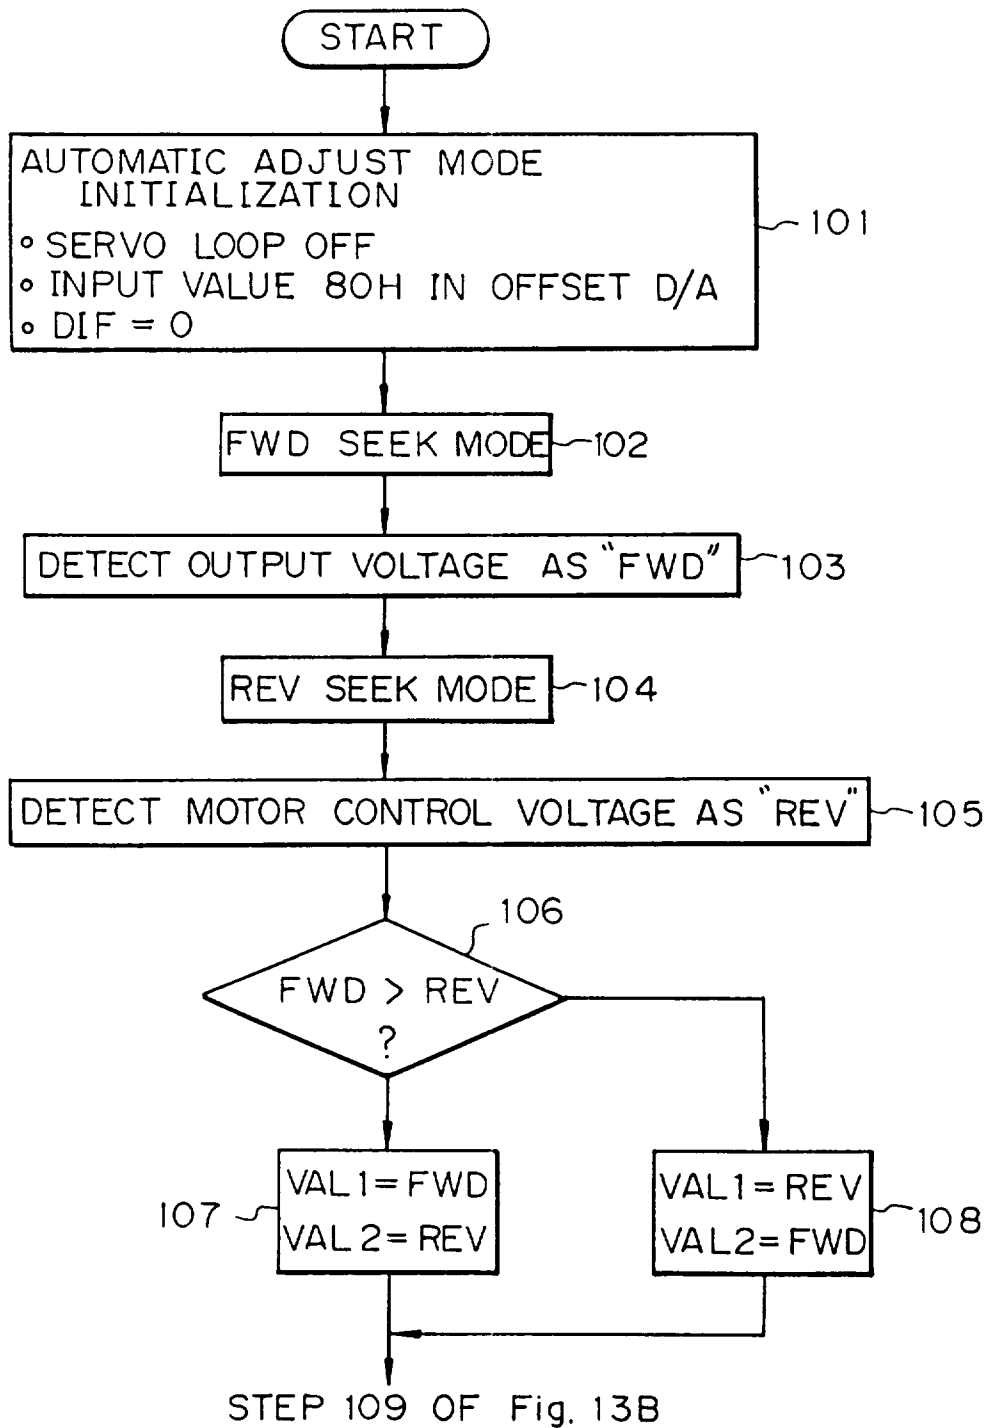 START
AUTOMATIC ADJUST MODE
INITIALIZATION
∘ SERVO LOOP OFF
∘ INPUT VALUE 80H IN OFFSET D/A
∘ DIF = 0
101
FWD SEEK MODE
102
DETECT OUTPUT VOLTAGE AS "FWD"
103
REV SEEK MODE
104
DETECT MOTOR CONTROL VOLTAGE AS "REV"
105
106
FWD > REV
?
VAL1=FWD
VAL2=REV
107
VAL1=REV
VAL2=FWD
108
STEP 109 OF Fig. 13B